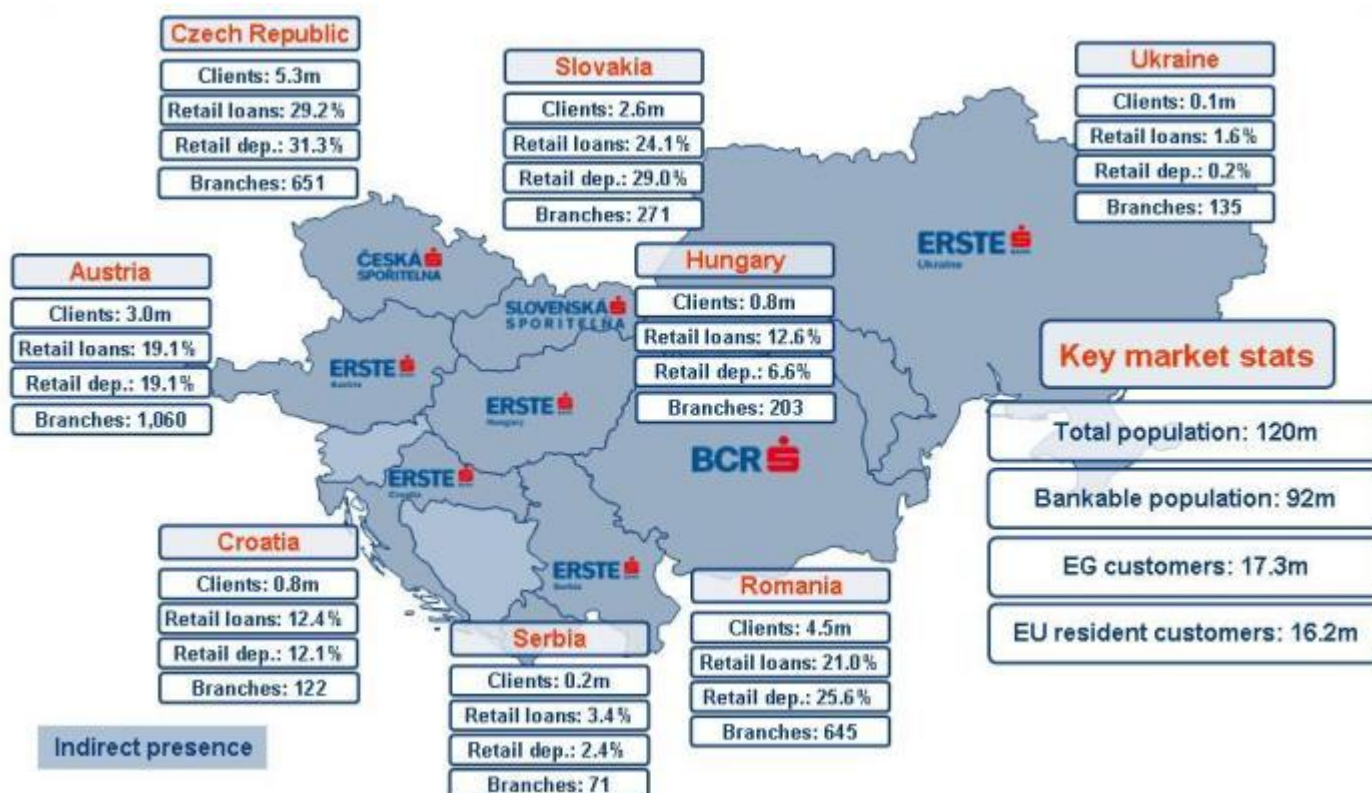 Czech Republic
Clients: 5.3m
Retail loans: 29.2%
Retail dep.: 31.3%
Branches: 651
Slovakia
Clients: 2.6m
Retail loans: 24.1%
Retail dep.: 29.0%
Branches: 271
Ukraine
Clients: 0.1m
Retail loans: 1.6%
Retail dep.: 0.2%
Branches: 135
ČESKÁ
SPOŘITELNA
ERSTE
Ukraine
Austria
Clients: 3.0m
Retail loans: 19.1%
Retail dep.: 19.1%
Branches: 1,060
SLOVENSKÁ
SPORITEĽNA
Hungary
Clients: 0.8m
Retail loans: 12.6%
Retail dep.: 6.6%
Branches: 203
ERSTE
Austria
ERSTE
Hungary
Key market stats
Total population: 120m
Bankable population: 92m
EG customers: 17.3m
EU resident customers: 16.2m
BCR
ERSTE
Croatia
Croatia
Clients: 0.8m
Retail loans: 12.4%
Retail dep.: 12.1%
Branches: 122
ERSTE
Serbia
Serbia
Clients: 0.2m
Retail loans: 3.4%
Retail dep.: 2.4%
Branches: 71
Romania
Clients: 4.5m
Retail loans: 21.0%
Retail dep.: 25.6%
Branches: 645
Indirect presence